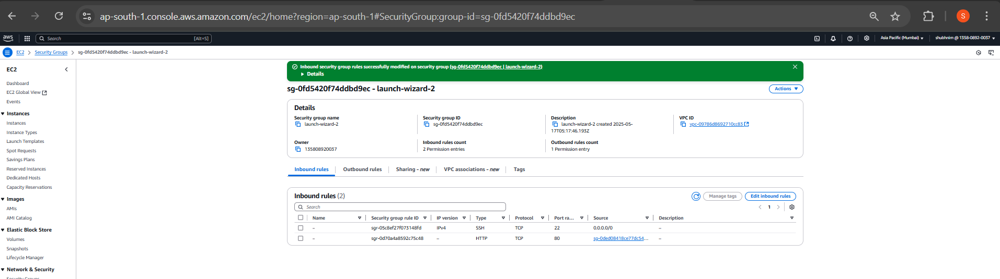 ap-south-1.console.aws.amazon.com/ec2/home?region=ap-south-1#SecurityGroup:group-id=sg-0fd5420f74ddbd9ec
S
aws
Search
[Alt+S]
Asia Pacific (Mumbai)
shubhnim @ 1358-0892-0037
EC2
Security Groups
sg-0fd5420f74ddbd9ec - launch-wizard-2
EC2
Dashboard
EC2 Global View
Events
Instances
Instances
Instance Types
Launch Templates
Spot Requests
Savings Plans
Reserved Instances
Dedicated Hosts
Capacity Reservations
Images
AMIs
AMI Catalog
Elastic Block Store
Volumes
Snapshots
Lifecycle Manager
Network & Security
Security Groups
Inbound security group rules successfully modified on security group (sg-0fd5420f74ddbd9ec | launch-wizard-2)
Details
sg-0fd5420f74ddbd9ec - launch-wizard-2
Actions
Details
Security group name
launch-wizard-2
Security group ID
sg-0fd5420f74ddbd9ec
Description
launch-wizard-2 created 2025-05-
17T05:17:46.193Z
VPC ID
vpc-09786d8692710cc83
Owner
135808920037
Inbound rules count
2 Permission entries
Outbound rules count
1 Permission entry
Inbound rules
Outbound rules
Sharing - new
VPC associations - new
Tags
Inbound rules (2)
Manage tags
Edit inbound rules
Search
1
Name Security group rule ID IP version Type Protocol Port ra... Source Description
– sgr-05c8ef27f073148fd IPv4 SSH TCP 22 0.0.0.0/0 –
– sgr-0d70a4a8592c75c48 – HTTP TCP 80 sg-0ded08418ce77dc54... –